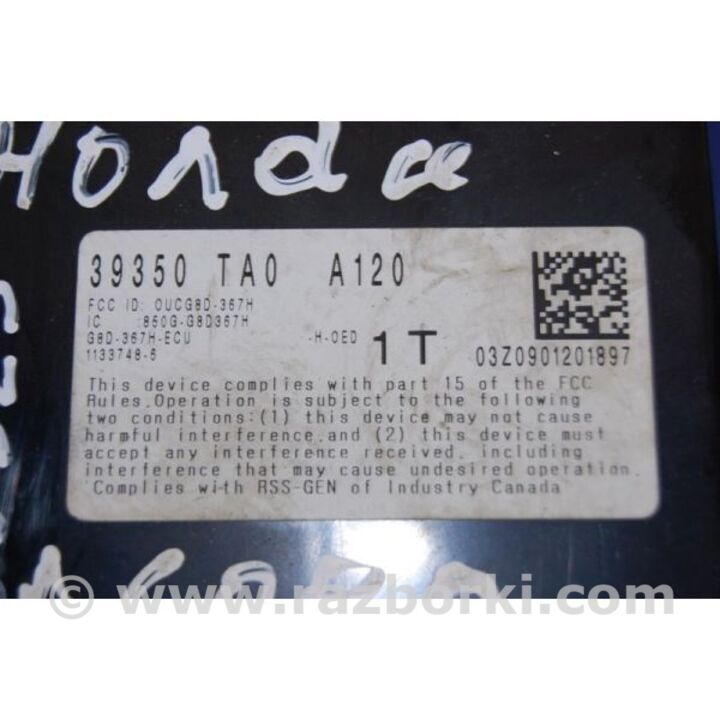 Honda
39350 TA0 A120
FCC ID: OUCG8D-367H
IC :850G-G8D367H
G8D-367H-ECU -H-OED 1T
1133748-6 03Z0901201897
This device complies with part 15 of the FCC
Rules.Operation is subject to the following
two conditions:(1) this device may not cause
harmful interference,and (2) this device must
accept any interference received, including
interference that may cause undesired operation.
Complies with RSS-GEN of Industry Canada
© www.razborki.com